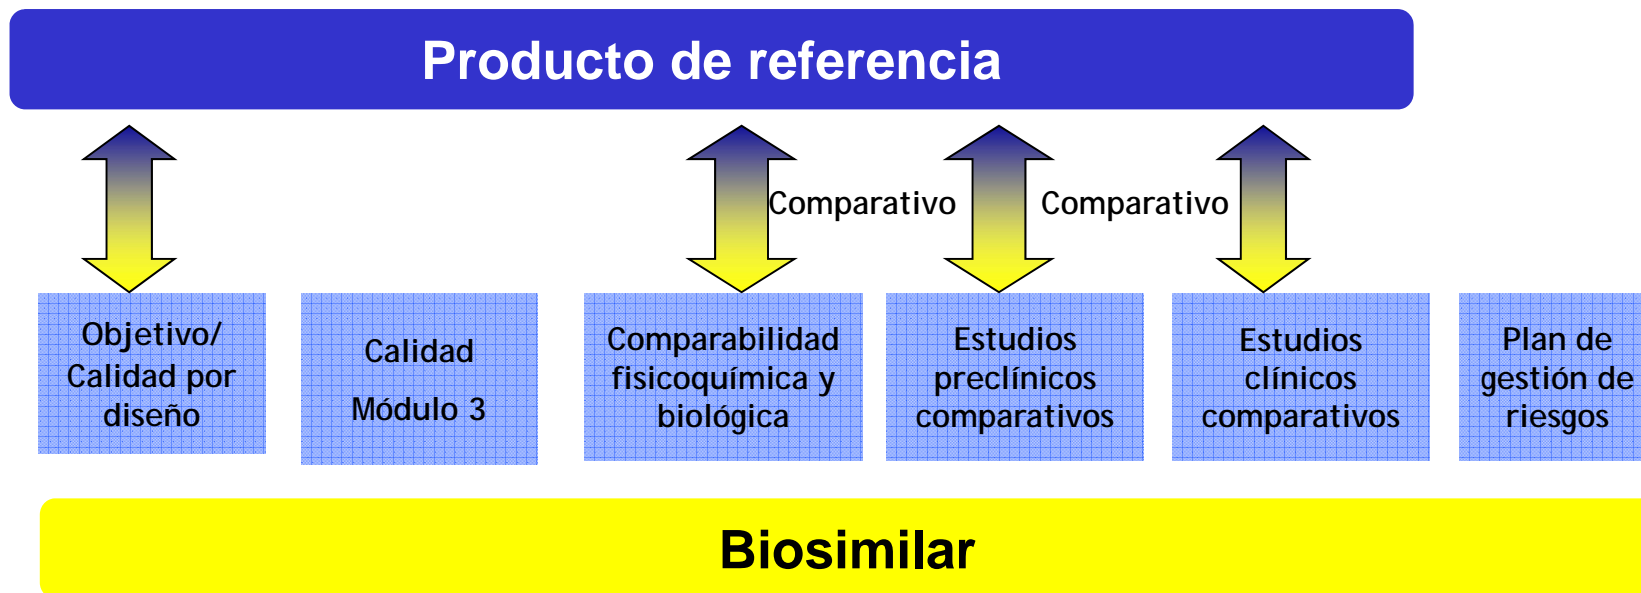 Producto de referencia
Comparativo
Comparativo
Objetivo/
Calidad por
diseño
Calidad
Módulo 3
Comparabilidad
fisicoquímica y
biológica
Estudios
preclínicos
comparativos
Estudios
clínicos
comparativos
Plan de
gestión de
riesgos
Biosimilar